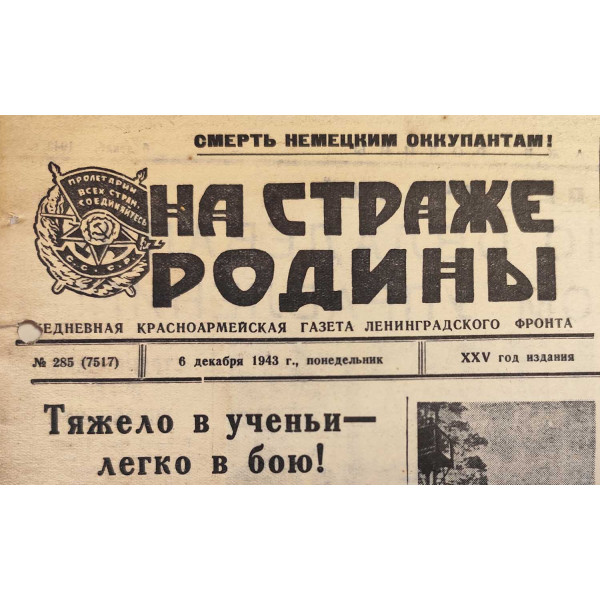 СМЕРТЬ НЕМЕЦКИМ ОККУПАНТАМ!
ПРОЛЕТАРИИ
ВСЕХ СТРАН,
СОЕДИНЯЙТЕСЬ
С.С.С.Р.
НА СТРАЖЕ
РОДИНЫ
КРАСНОАРМЕЙСКАЯ ГАЗЕТА ЛЕНИНГРАДСКОГО ФРОНТА
№ 285 (7517)
6 декабря 1943 г., понедельник
XXV год издания
Тяжело в ученьи—
легко в бою!